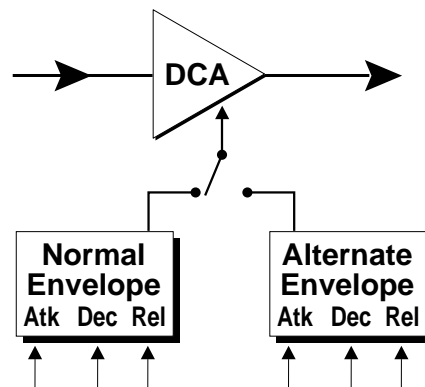 DCA
Normal
Envelope
Atk Dec Rel
Alternate
Envelope
Atk Dec Rel